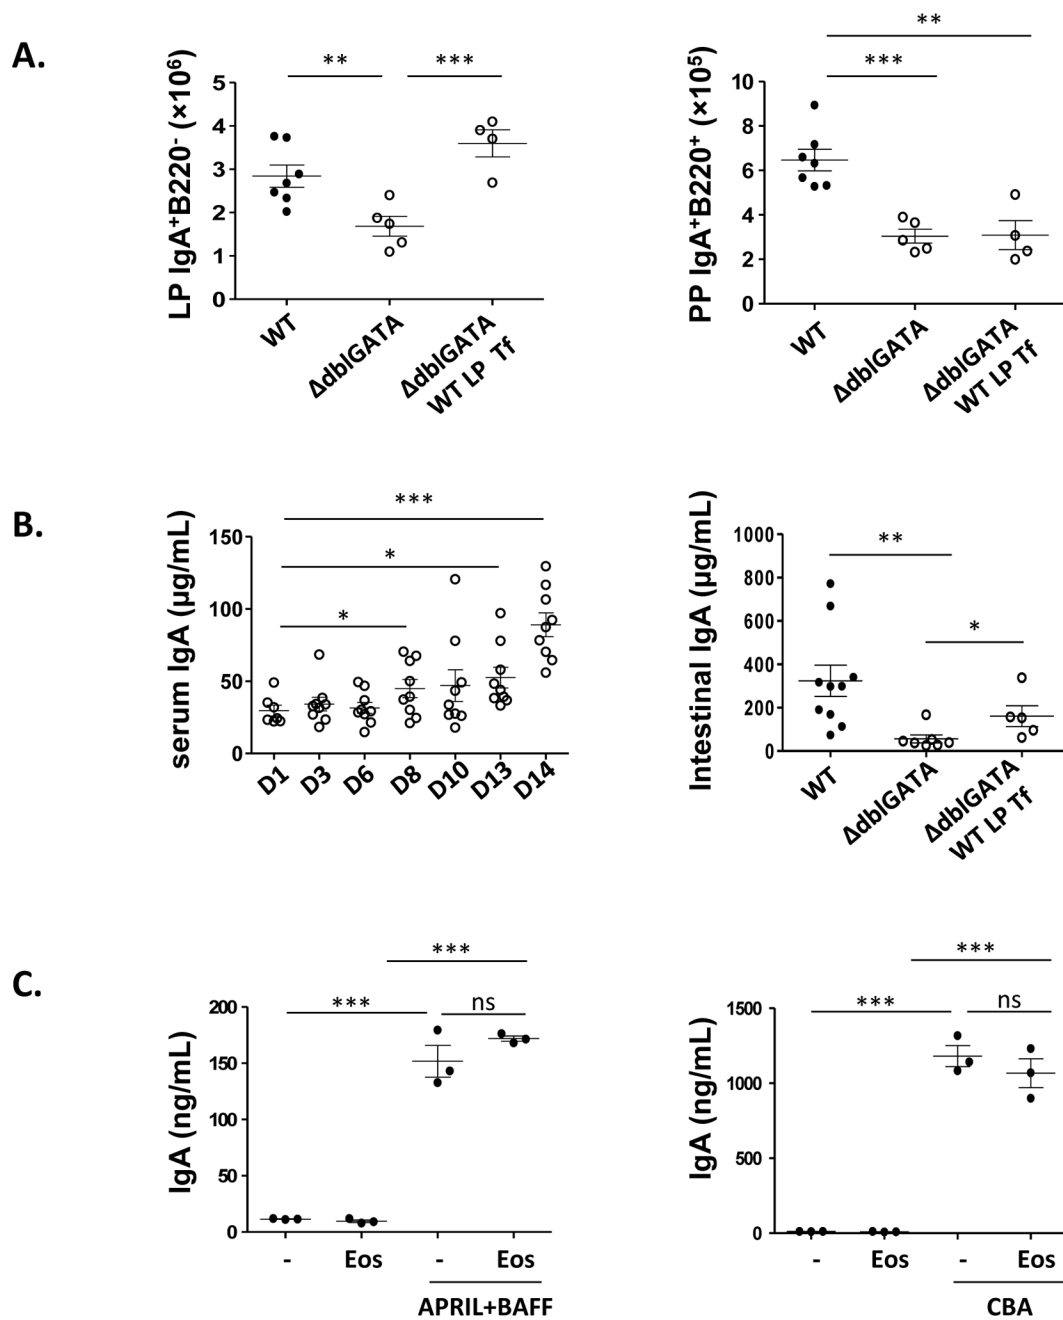 A.
** ***
LP IgA⁺B220⁻ (×10⁶)
5
4
3
2
1
0
WT
ΔdblGATA
ΔdblGATA
WT LP Tf
**
***
PP IgA⁺B220⁺ (×10⁵)
10
8
6
4
2
0
WT
ΔdblGATA
ΔdblGATA
WT LP Tf
B.
***
*
*
serum IgA (µg/mL)
150
100
50
0
D1 D3 D6 D8 D10 D13 D14
**
*
Intestinal IgA (µg/mL)
1000
800
600
400
200
0
WT
ΔdblGATA
ΔdblGATA
WT LP Tf
C.
***
*** ns
IgA (ng/mL)
200
150
100
50
0
- Eos - Eos
APRIL+BAFF
***
*** ns
IgA (ng/mL)
1500
1000
500
0
- Eos - Eos
CBA